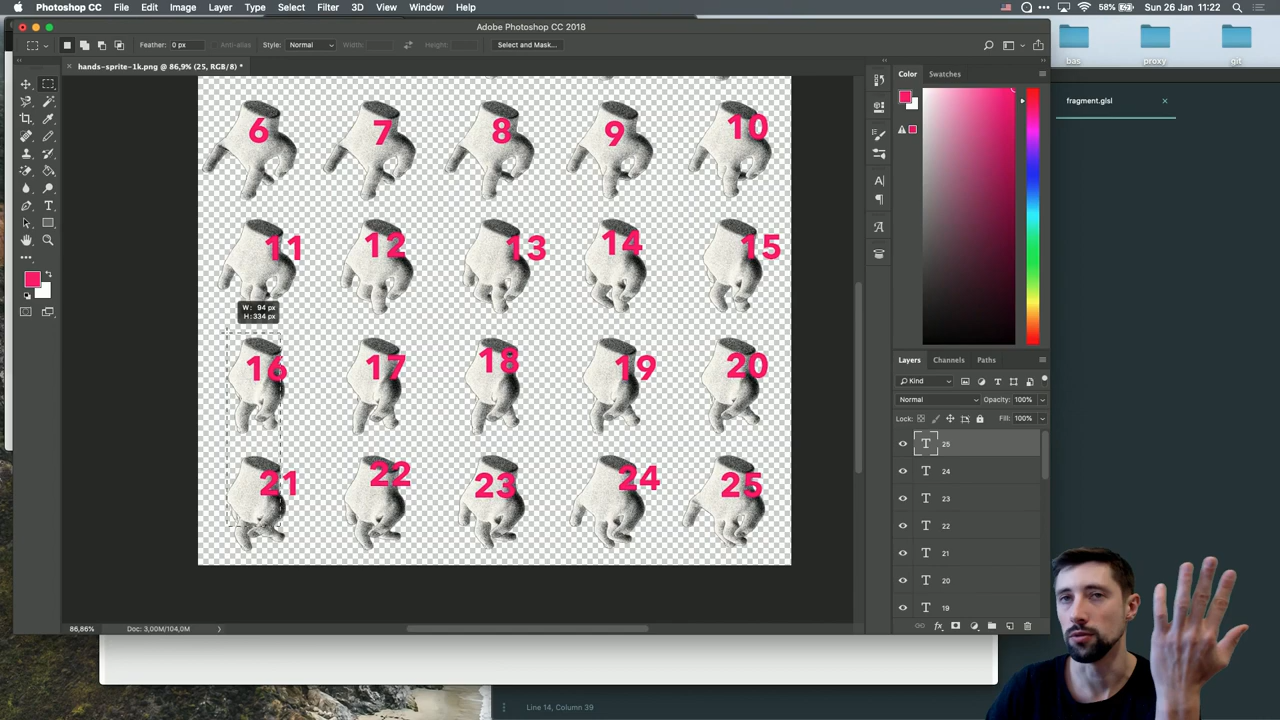 Photoshop CC File Edit Image Layer Type Select Filter 3D View Window Help 58% Sun 26 Jan 11:22
Adobe Photoshop CC 2018
Feather: 0 px Anti-alias Style: Normal Width: Height: Select and Mask...
hands-sprite-1k.png @ 86,9% (25, RGB/8) *
Color Swatches
bas proxy git
fragment.glsl
6 7 8 9 10
11 12 13 14 15
W: 94 px
H: 334 px
16 17 18 19 20
21 22 23 24 25
Layers Channels Paths
Kind
Normal Opacity: 100%
Lock: Fill: 100%
T 25
T 24
T 23
T 22
T 21
T 20
T 19
86,86% Doc: 3,00M/104,0M
Line 14, Column 39